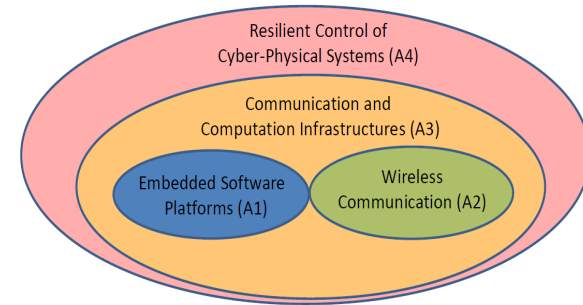 Resilient Control of
Cyber-Physical Systems (A4)
Communication and
Computation Infrastructures (A3)
Embedded Software
Platforms (A1)
Wireless
Communication (A2)